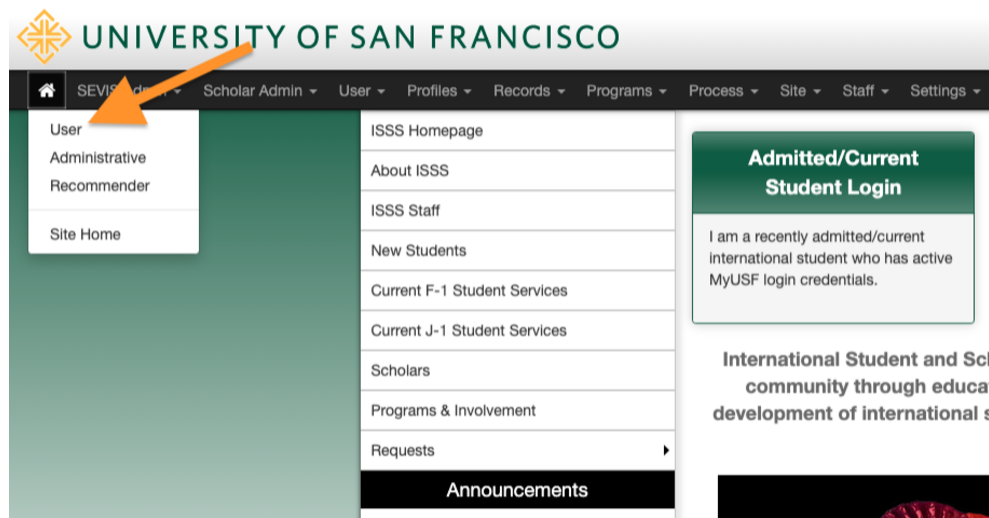 UNIVERSITY OF SAN FRANCISCO
Scholar Admin User Profiles Records Programs Process Site Staff Settings
User
Administrative
Recommender
Site Home
ISSS Homepage
About ISSS
ISSS Staff
New Students
Current F-1 Student Services
Current J-1 Student Services
Scholars
Programs & Involvement
Requests
Announcements
Admitted/Current
Student Login
I am a recently admitted/current
international student who has active
MyUSF login credentials.
International Student and
community through
development of international